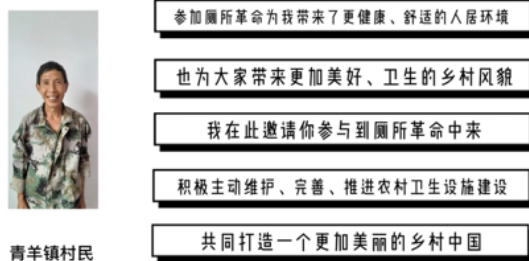 参加厕所革命为我带来了更健康、舒适的人居环境
也为大家带来更加美好、卫生的乡村风貌
我在此邀请你参与到厕所革命中来
积极主动维护、完善、推进农村卫生设施建设
共同打造一个更加美丽的乡村中国
青羊镇村民